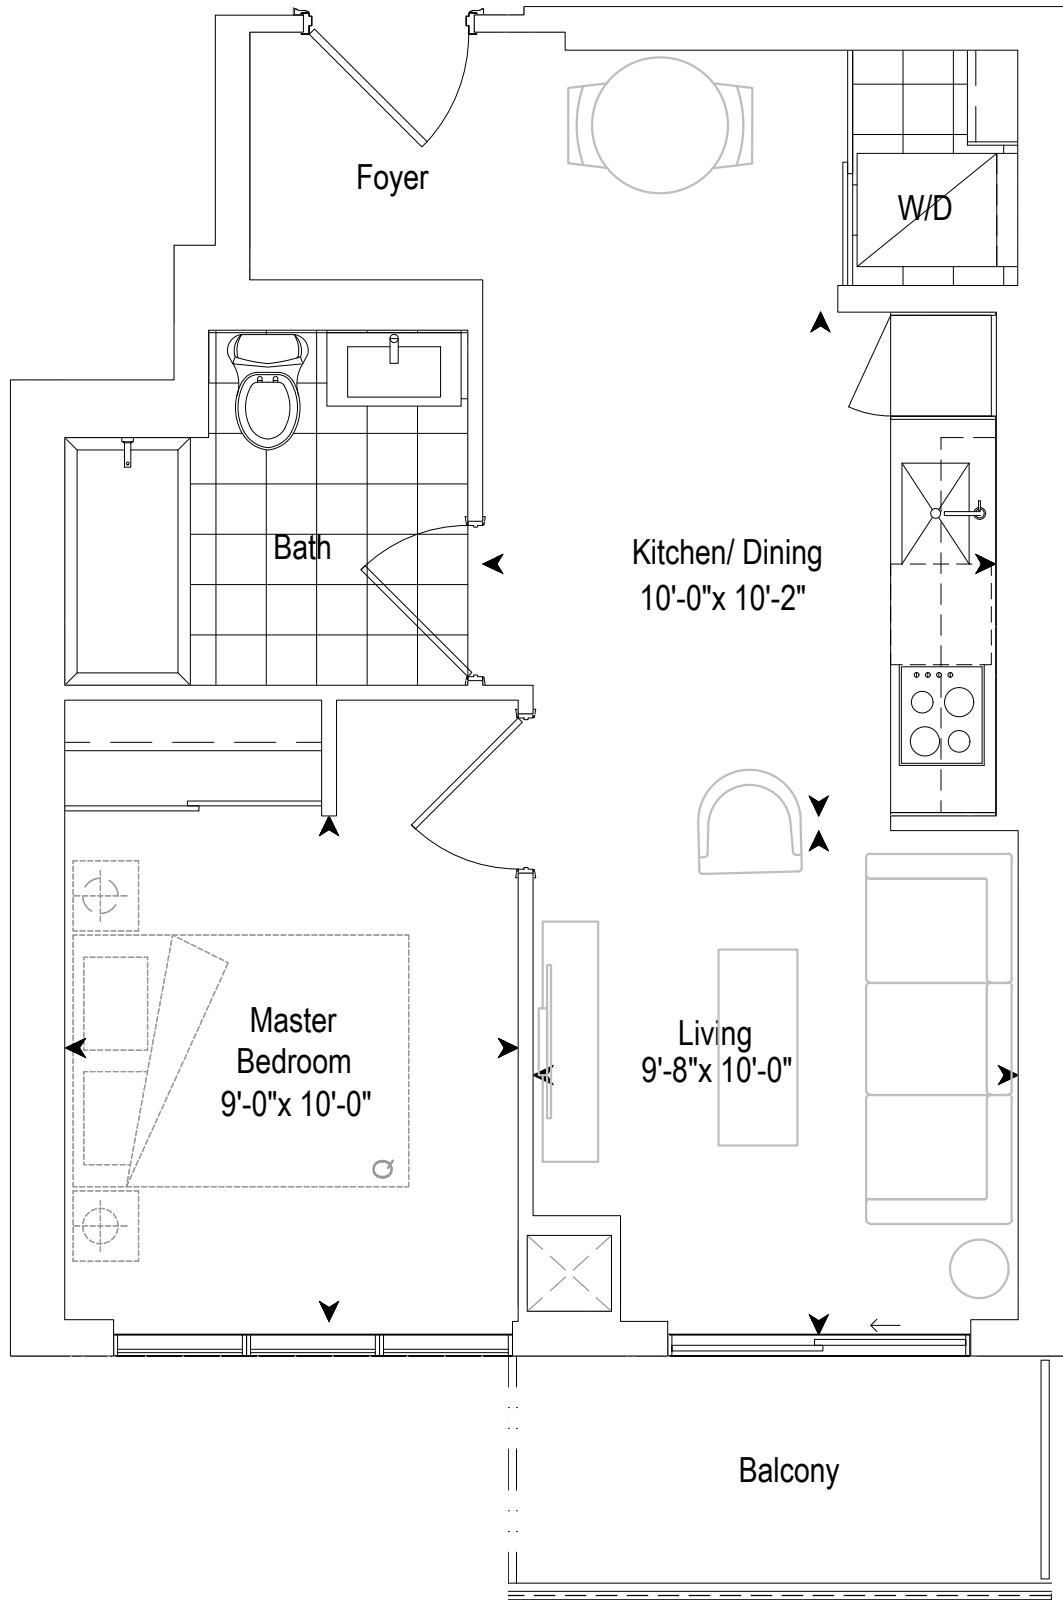 Foyer
W/D
Bath
Kitchen/ Dining
10'-0"x 10'-2"
Master
Bedroom
9'-0"x 10'-0"
Living
9'-8"x 10'-0"
Q
Balcony